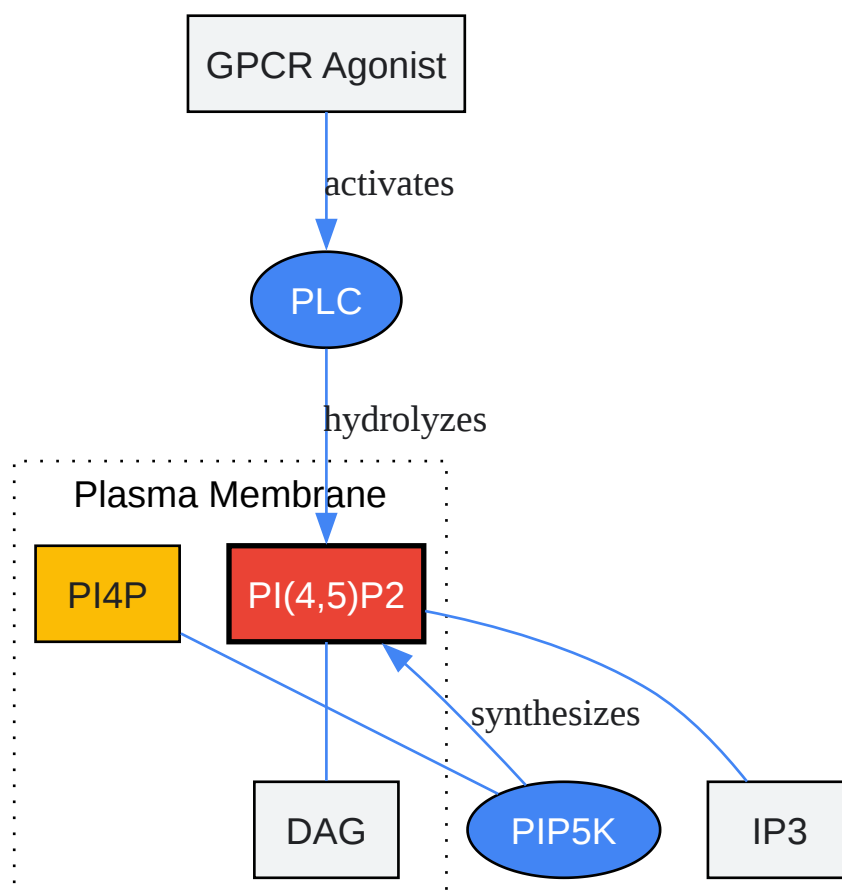 GPCR Agonist
activates
PLC
hydrolyzes
Plasma Membrane
PI4P
PI(4,5)P2
synthesizes
DAG
PIP5K
IP3